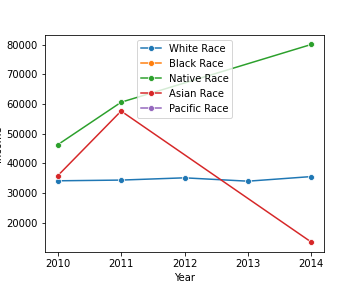 80000
70000
60000
50000
40000
30000
20000
White Race
Black Race
Native Race
Asian Race
Pacific Race
2010 2011 2012 2013 2014
Year